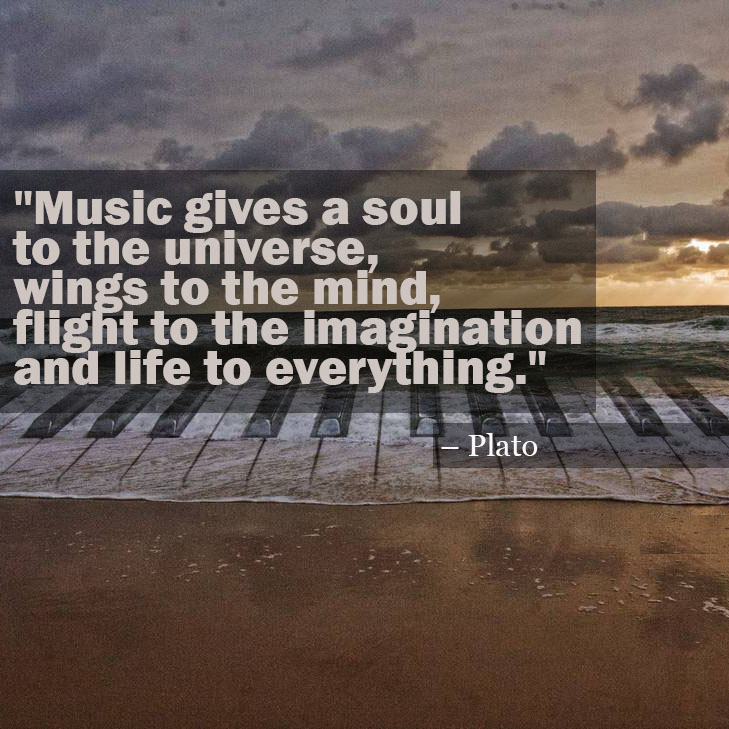 "Music gives a soul
to the universe,
wings to the mind,
flight to the imagination
and life to everything."
– Plato